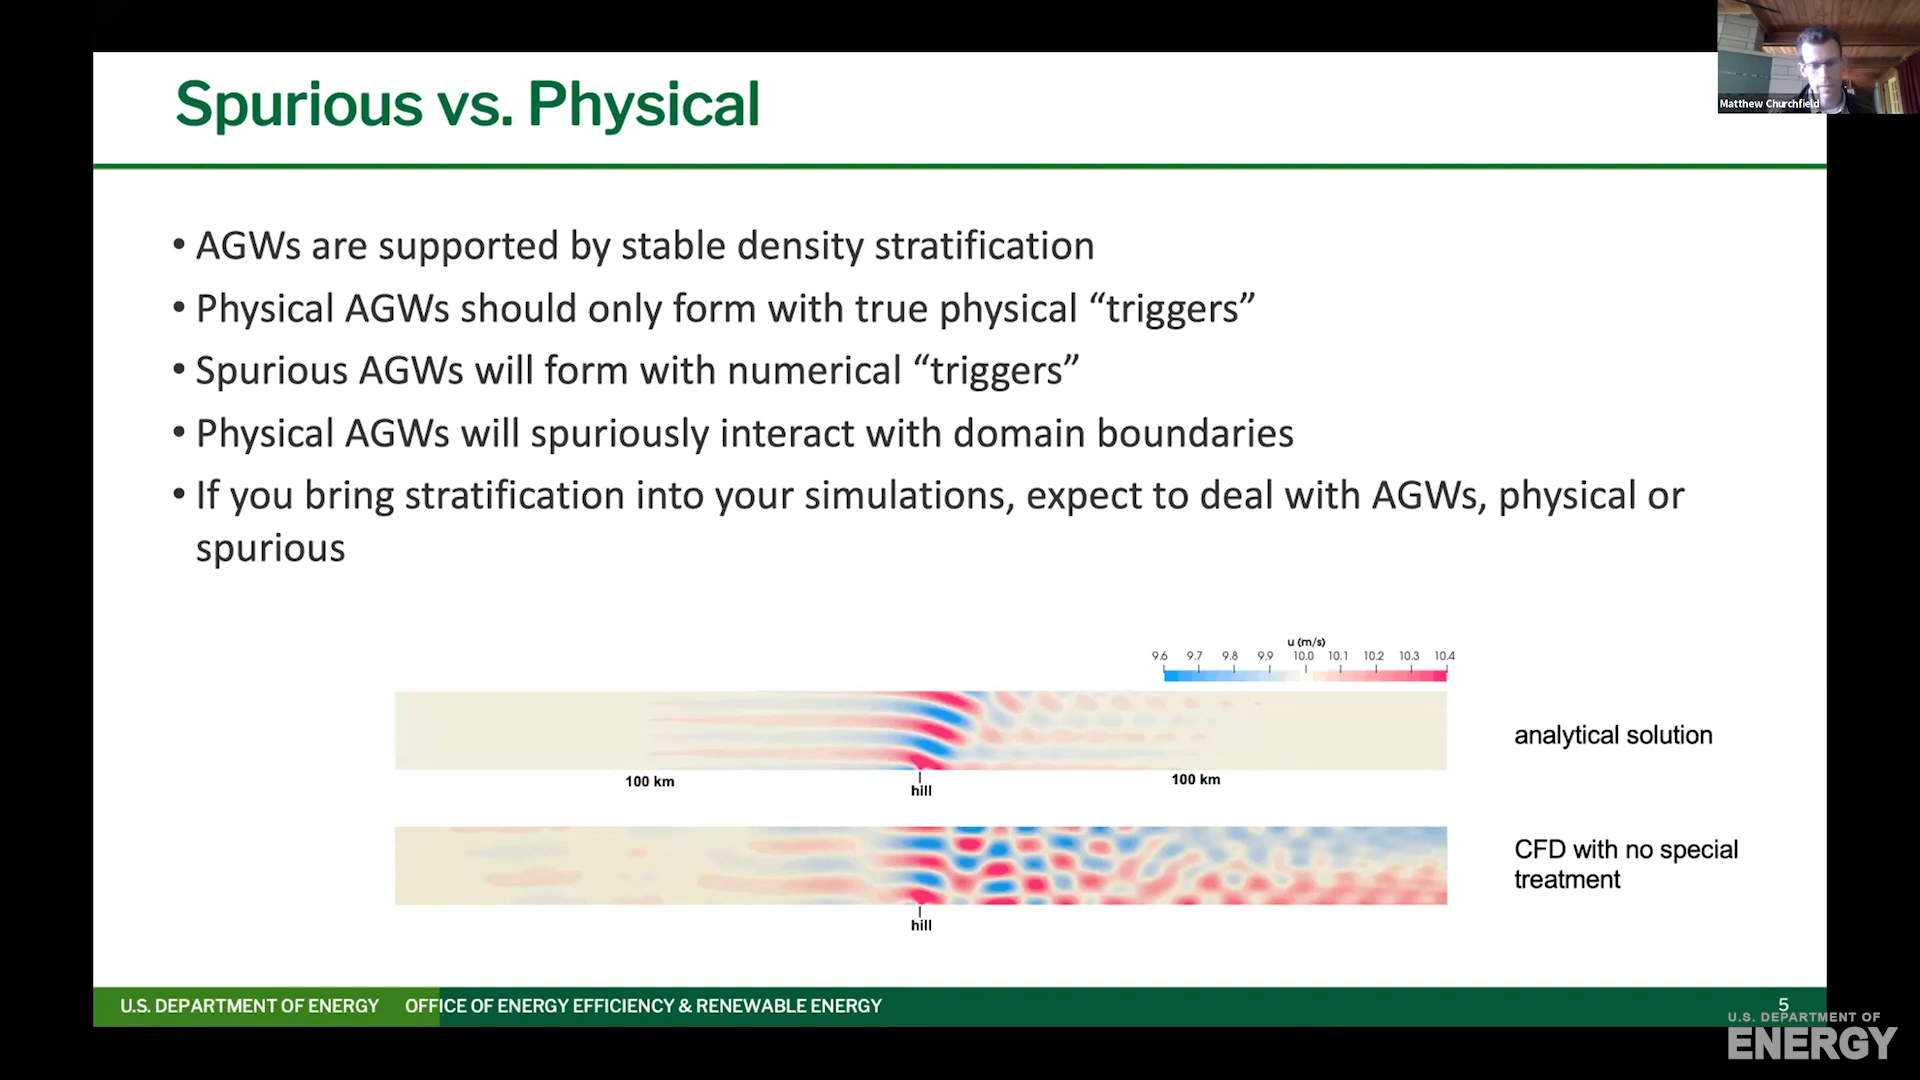 Matthew Churchfield
Spurious vs. Physical
• AGWs are supported by stable density stratification
• Physical AGWs should only form with true physical “triggers”
• Spurious AGWs will form with numerical “triggers”
• Physical AGWs will spuriously interact with domain boundaries
• If you bring stratification into your simulations, expect to deal with AGWs, physical or
spurious
u (m/s)
9.6 9.7 9.8 9.9 10.0 10.1 10.2 10.3 10.4
analytical solution
100 km
hill
100 km
CFD with no special
treatment
hill
U.S. DEPARTMENT OF ENERGY OFFICE OF ENERGY EFFICIENCY & RENEWABLE ENERGY
5
U.S. DEPARTMENT OF
ENERGY